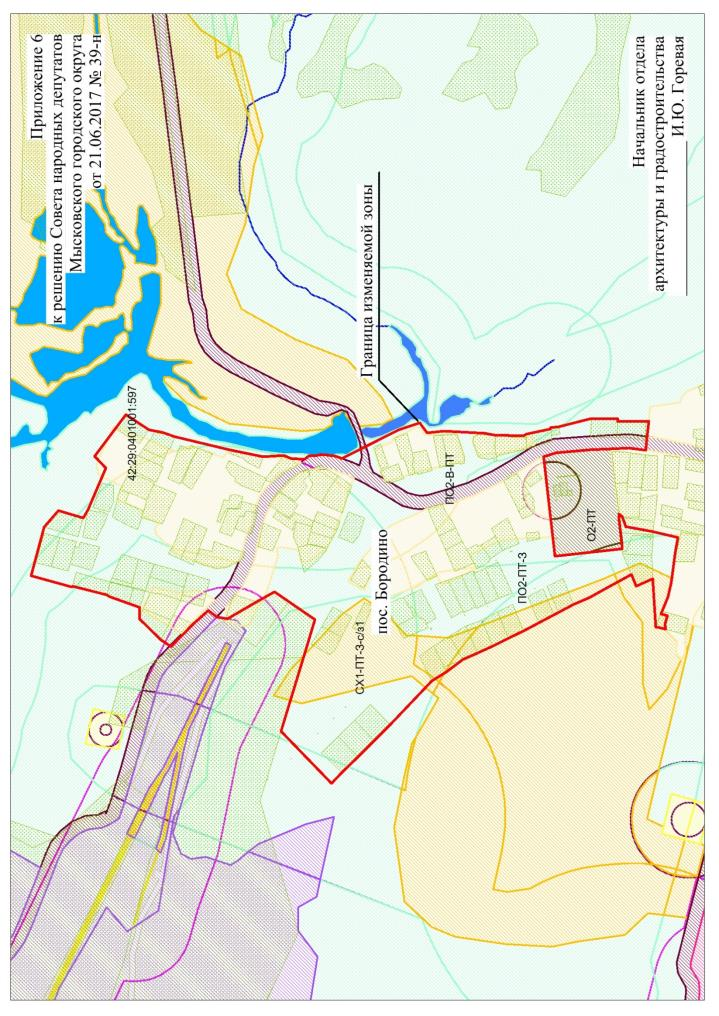 Приложение 6
к решению Совета народных депутатов
Мысковского городского округа
от 21.06.2017 № 39-н
Граница изменяемой зоны
42:29:0401001:597
ПО2-В-ПТ
пос. Бородино
О2-ПТ
ПО2-ПТ-3
СХ1-ПТ-3-с/з1
Начальник отдела
архитектуры и градостроительства
И.Ю. Горевая